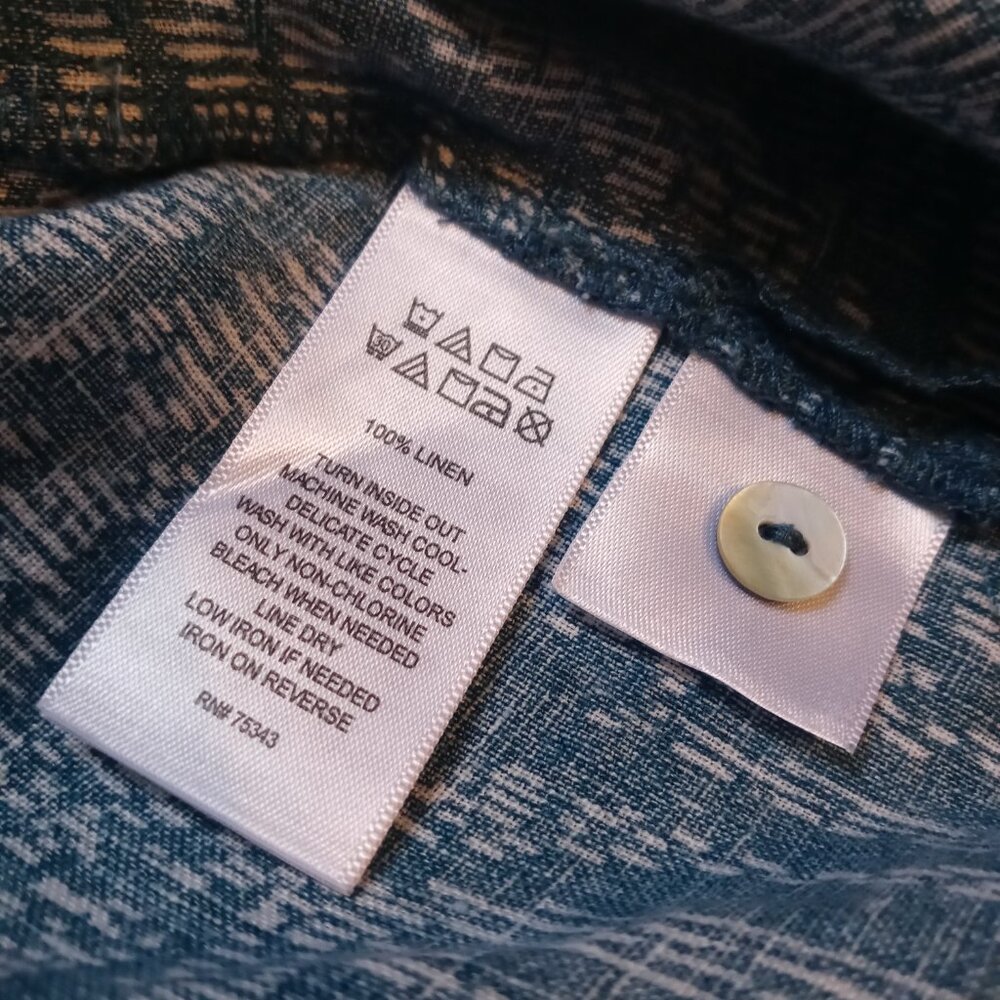 30
100% LINEN
TURN INSIDE OUT
MACHINE WASH COOL-
DELICATE CYCLE
WASH WITH LIKE COLORS
ONLY NON-CHLORINE
BLEACH WHEN NEEDED
LINE DRY
LOW IRON IF NEEDED
IRON ON REVERSE
RN# 75343